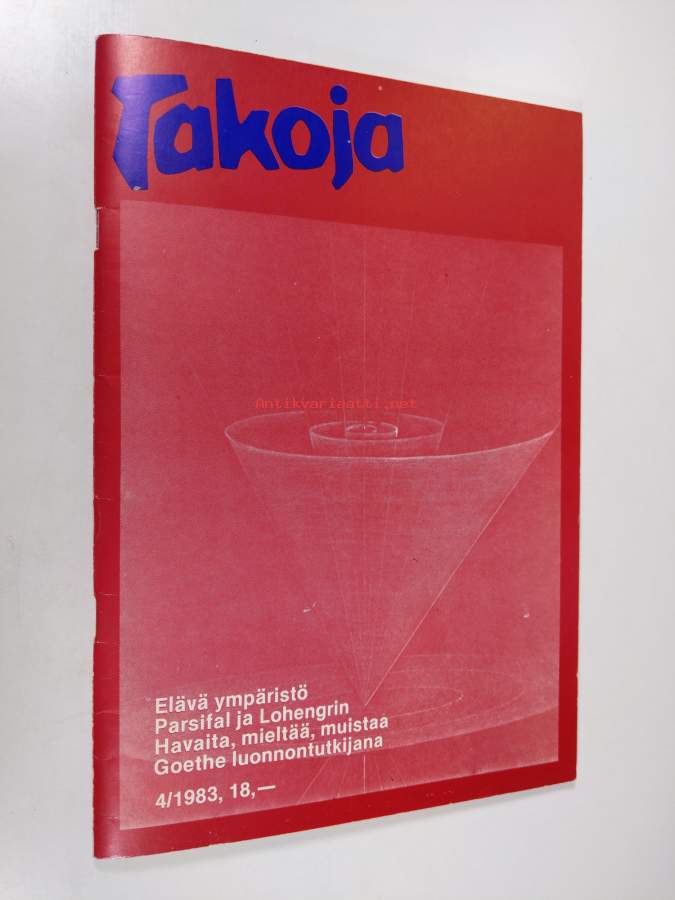 Takoja
Antikvariaatti.net
Elävä ympäristö
Parsifal ja Lohengrin
Havaita, mieltää, muistaa
Goethe luonnontutkijana
4/1983, 18,—